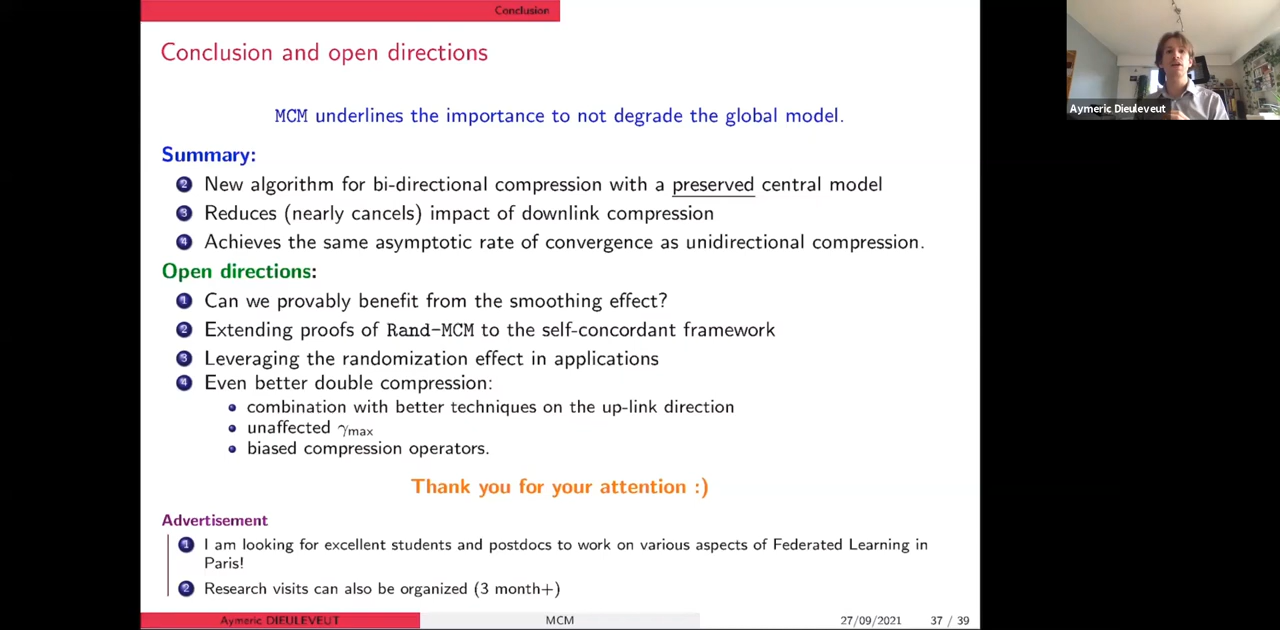 Conclusion
Conclusion and open directions
MCM underlines the importance to not degrade the global model.
Summary:
2 New algorithm for bi-directional compression with a preserved central model
3 Reduces (nearly cancels) impact of downlink compression
4 Achieves the same asymptotic rate of convergence as unidirectional compression.
Open directions:
1 Can we provably benefit from the smoothing effect?
2 Extending proofs of Rand-MCM to the self-concordant framework
3 Leveraging the randomization effect in applications
4 Even better double compression:
• combination with better techniques on the up-link direction
• unaffected γmax
• biased compression operators.
Thank you for your attention :)
Advertisement
1 I am looking for excellent students and postdocs to work on various aspects of Federated Learning in
Paris!
2 Research visits can also be organized (3 month+)
Aymeric DIEULEVEUT MCM 27/09/2021 37 / 39
Aymeric Dieuleveut